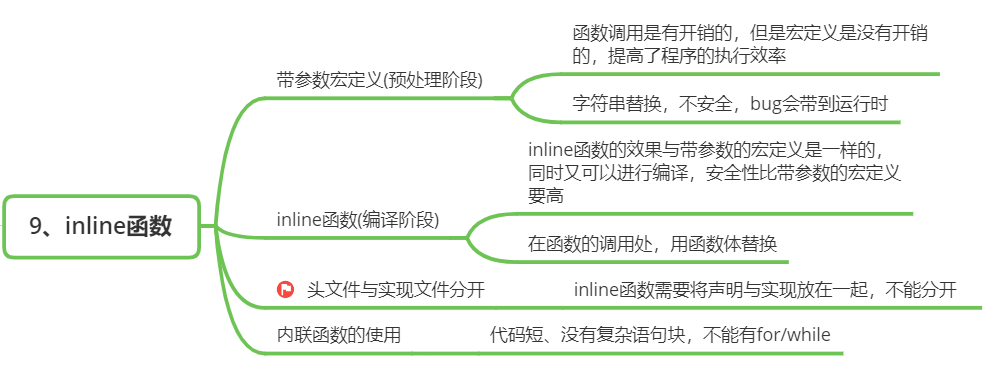 9、inline函数
带参数宏定义(预处理阶段)
函数调用是有开销的，但是宏定义是没有开销
的，提高了程序的执行效率
字符串替换，不安全，bug会带到运行时
inline函数(编译阶段)
inline函数的效果与带参数的宏定义是一样的，
同时又可以进行编译，安全性比带参数的宏定义
要高
在函数的调用处，用函数体替换
头文件与实现文件分开
inline函数需要将声明与实现放在一起，不能分开
内联函数的使用
代码短、没有复杂语句块，不能有for/while